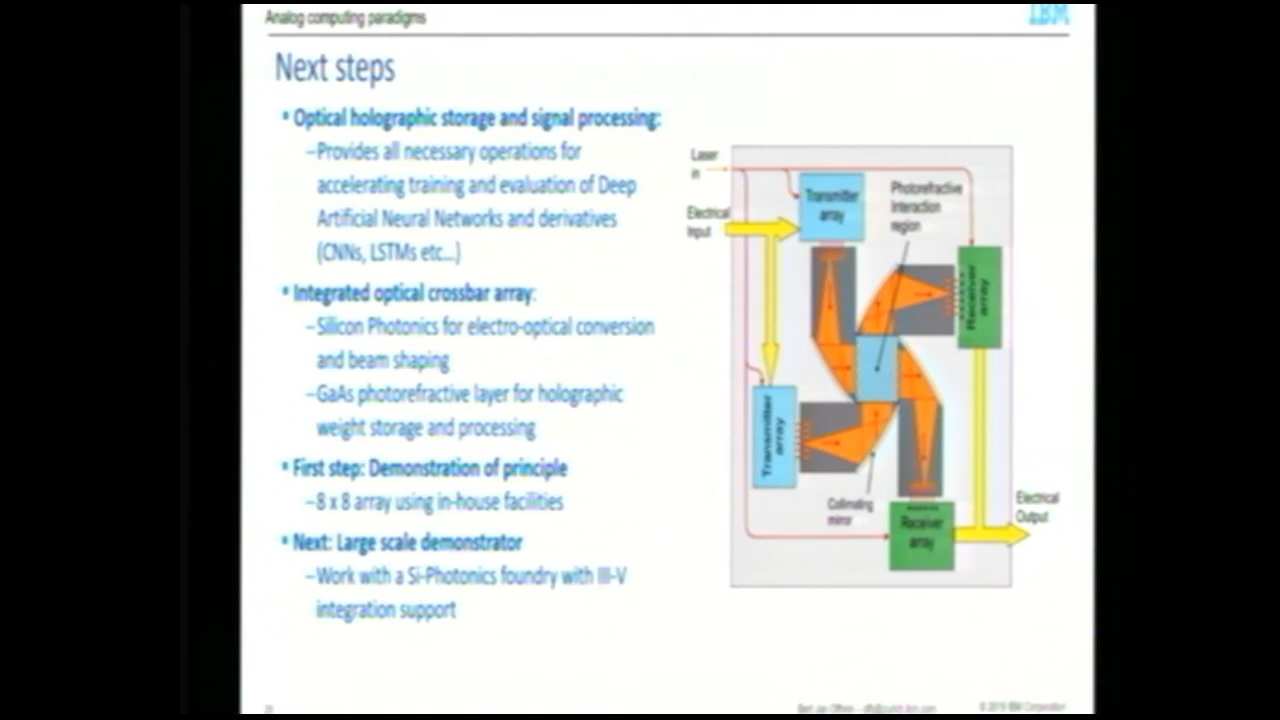 Analog computing paradigms
IBM
Next steps
▪ Optical holographic storage and signal processing:
–Provides all necessary operations for
accelerating training and evaluation of Deep
Artificial Neural Networks and derivatives
(CNNs, LSTMs etc...)
▪ Integrated optical crossbar array:
–Silicon Photonics for electro-optical conversion
and beam shaping
–GaAs photorefractive layer for holographic
weight storage and processing
▪ First step: Demonstration of principle
–8 x 8 array using in-house facilities
▪ Next: Large scale demonstrator
–Work with a Si-Photonics foundry with III-V
integration support
Laser
in
Electrical
Input
Transmitter
array
Photorefractive
Interaction
region
Receiver
array
Transmitter
array
Collimating
mirror
Receiver
array
Electrical
Output
IBM Corporation